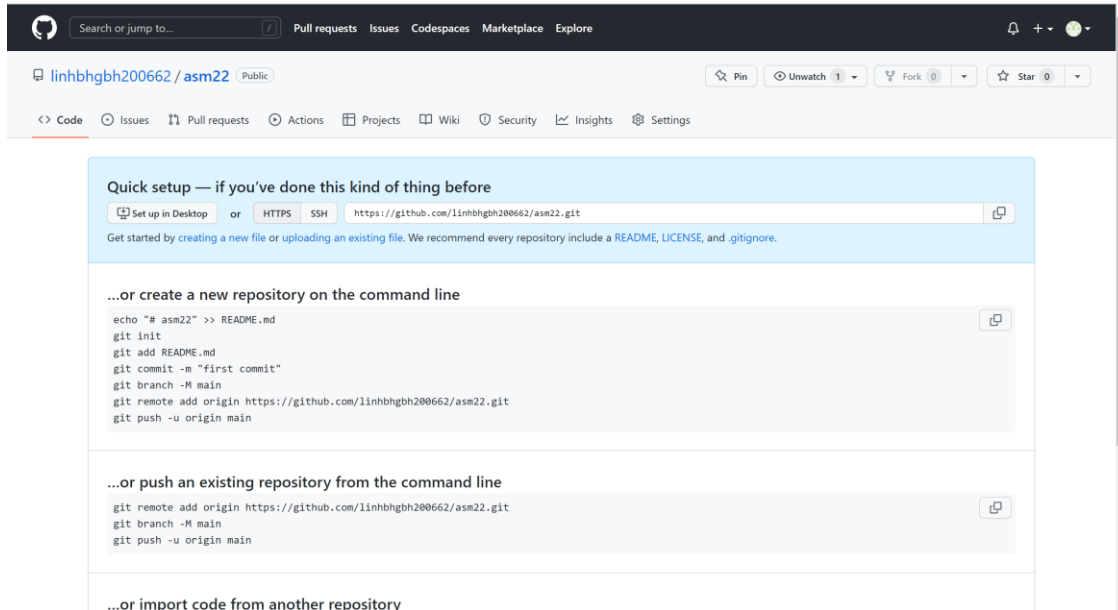 Search or jump to... / Pull requests Issues Codespaces Marketplace Explore
linhbhgbh200662 / asm22 Public
Pin Unwatch 1 Fork 0 Star 0
Code Issues Pull requests Actions Projects Wiki Security Insights Settings
Quick setup — if you've done this kind of thing before
Set up in Desktop or HTTPS SSH https://github.com/linhbhgbh200662/asm22.git
Get started by creating a new file or uploading an existing file. We recommend every repository include a README, LICENSE, and .gitignore.
...or create a new repository on the command line
echo "# asm22" >> README.md
git init
git add README.md
git commit -m "first commit"
git branch -M main
git remote add origin https://github.com/linhbhgbh200662/asm22.git
git push -u origin main
...or push an existing repository from the command line
git remote add origin https://github.com/linhbhgbh200662/asm22.git
git branch -M main
git push -u origin main
...or import code from another repository